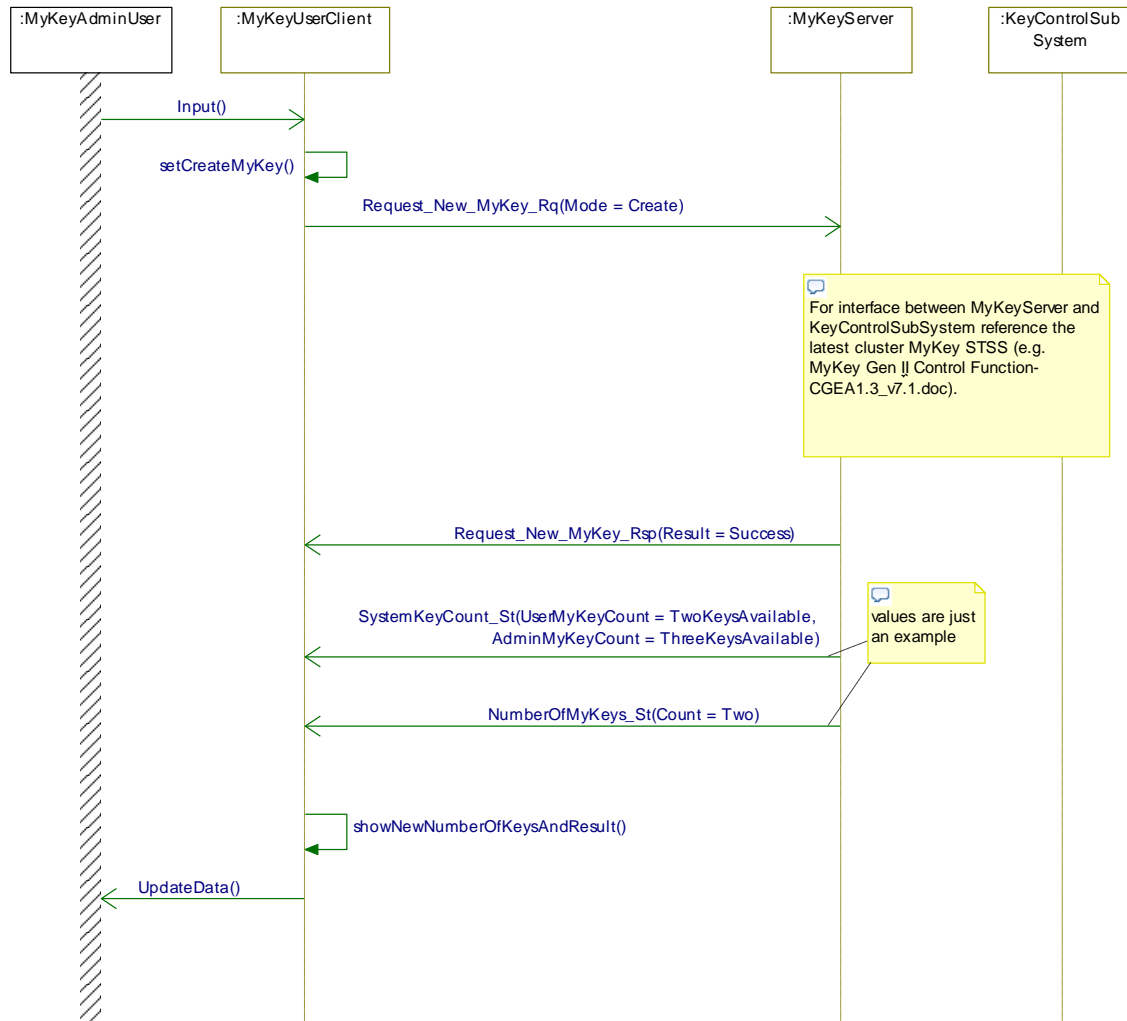 :MyKeyAdminUser
:MyKeyUserClient
:MyKeyServer
:KeyControlSub
System
Input()
setCreateMyKey()
Request_New_MyKey_Rq(Mode = Create)
For interface between MyKeyServer and
KeyControlSubSystem reference the
latest cluster MyKey STSS (e.g.
MyKey Gen II Control Function-
CGEA1.3_v7.1.doc).
Request_New_MyKey_Rsp(Result = Success)
SystemKeyCount_St(UserMyKeyCount = TwoKeysAvailable,
AdminMyKeyCount = ThreeKeysAvailable)
values are just
an example
NumberOfMyKeys_St(Count = Two)
showNewNumberOfKeysAndResult()
UpdateData()